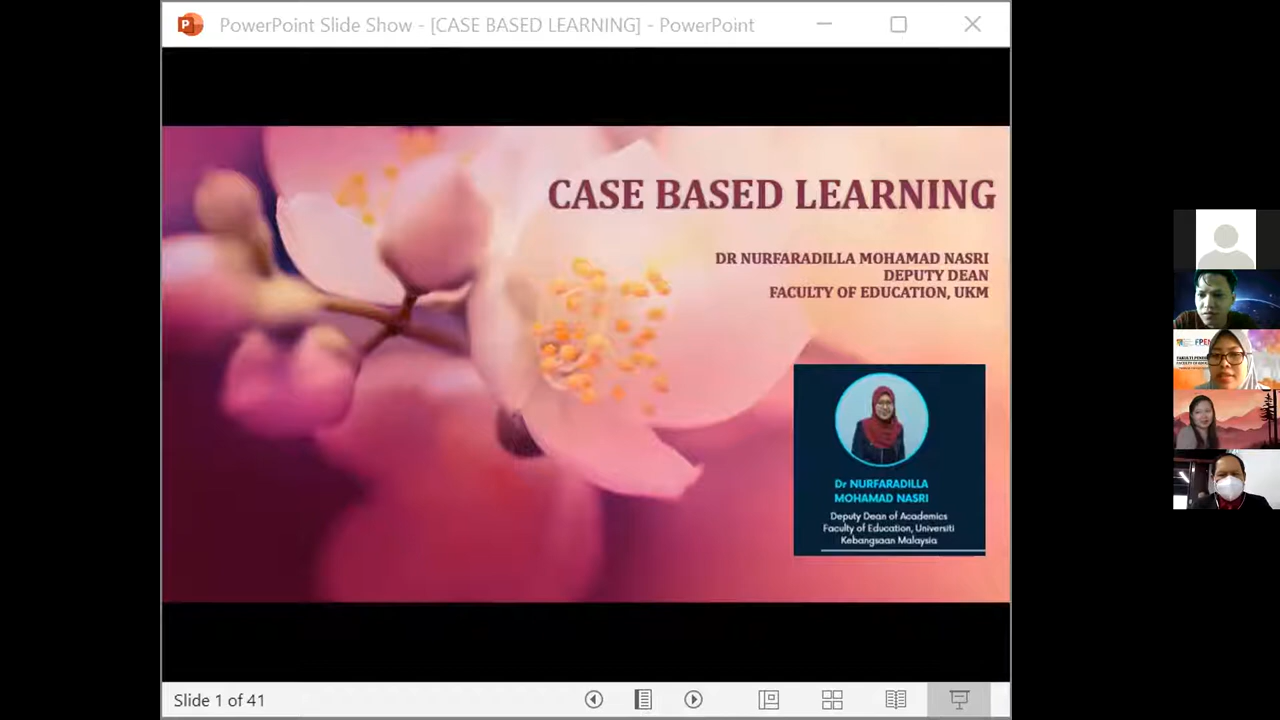 PowerPoint Slide Show - [CASE BASED LEARNING] - PowerPoint
CASE BASED LEARNING
DR NURFARADILLA MOHAMAD NASRI
DEPUTY DEAN
FACULTY OF EDUCATION, UKM
Dr NURFARADILLA
MOHAMAD NASRI
Deputy Dean of Academics
Faculty of Education, Universiti
Kebangsaan Malaysia
Slide 1 of 41